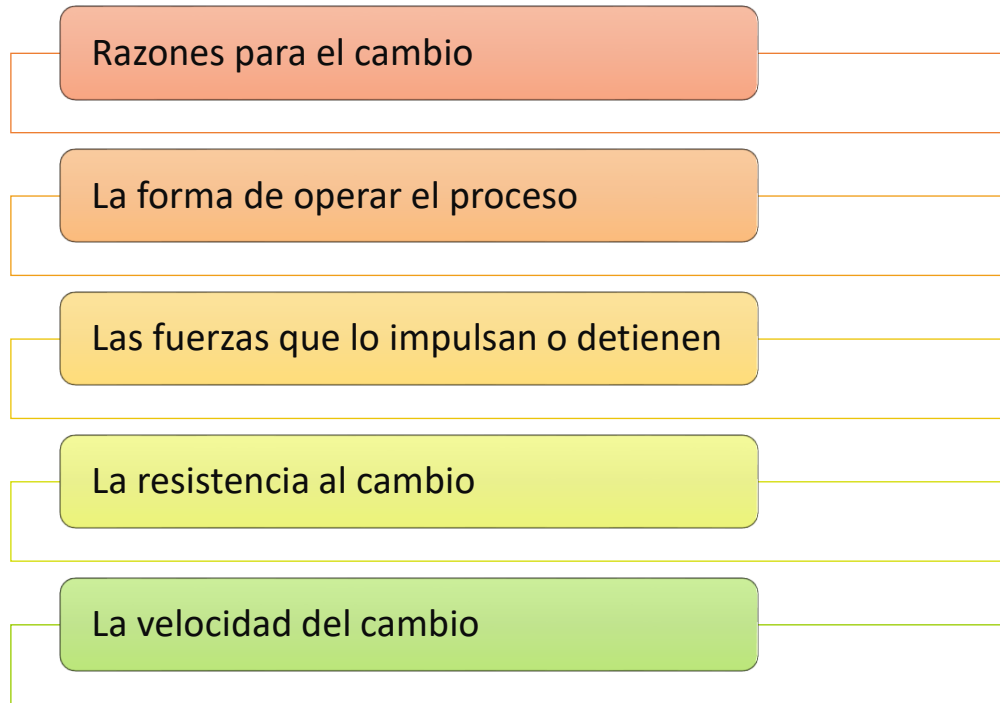 Razones para el cambio
La forma de operar el proceso
Las fuerzas que lo impulsan o detienen
La resistencia al cambio
La velocidad del cambio